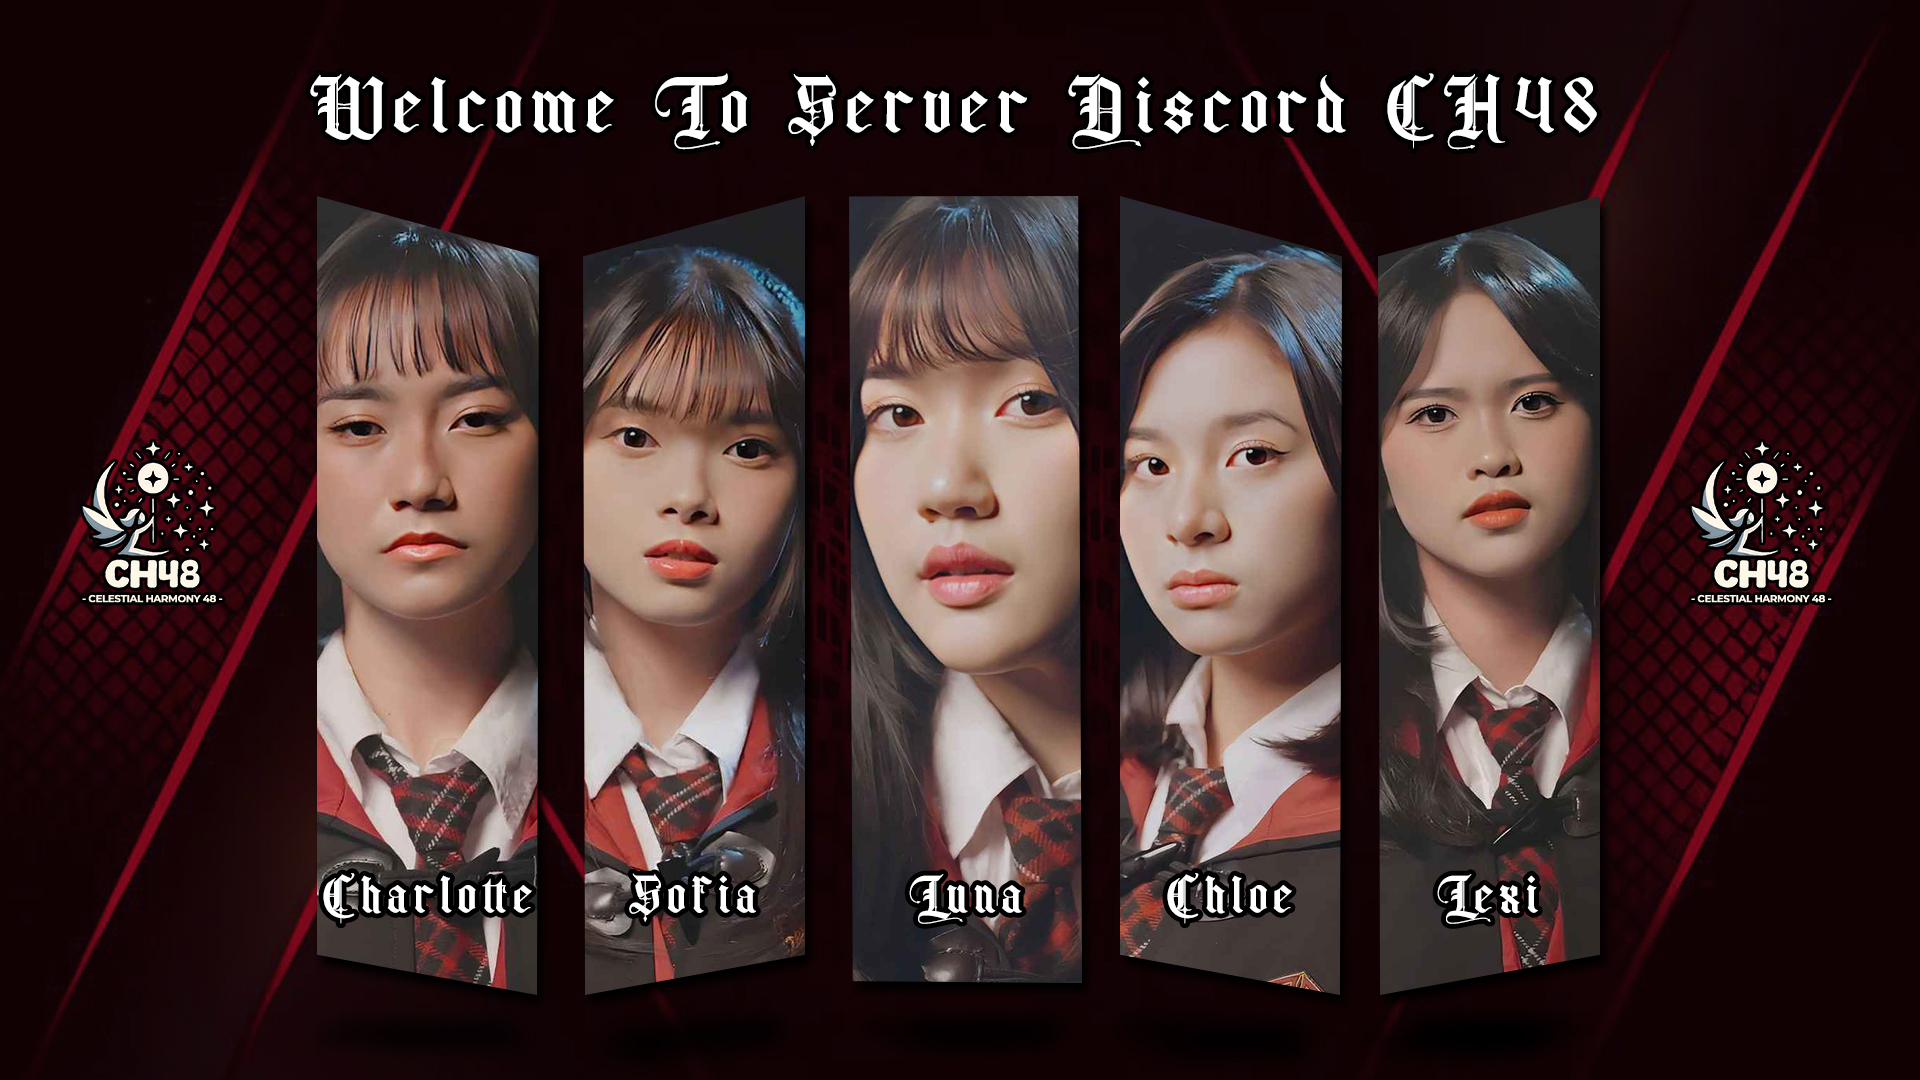 Welcome To Server Discord CH48
CH48
- CELESTIAL HARMONY 48 -
Charlotte
Sofia
Luna
Chloe
Lexi
CH48
- CELESTIAL HARMONY 48 -